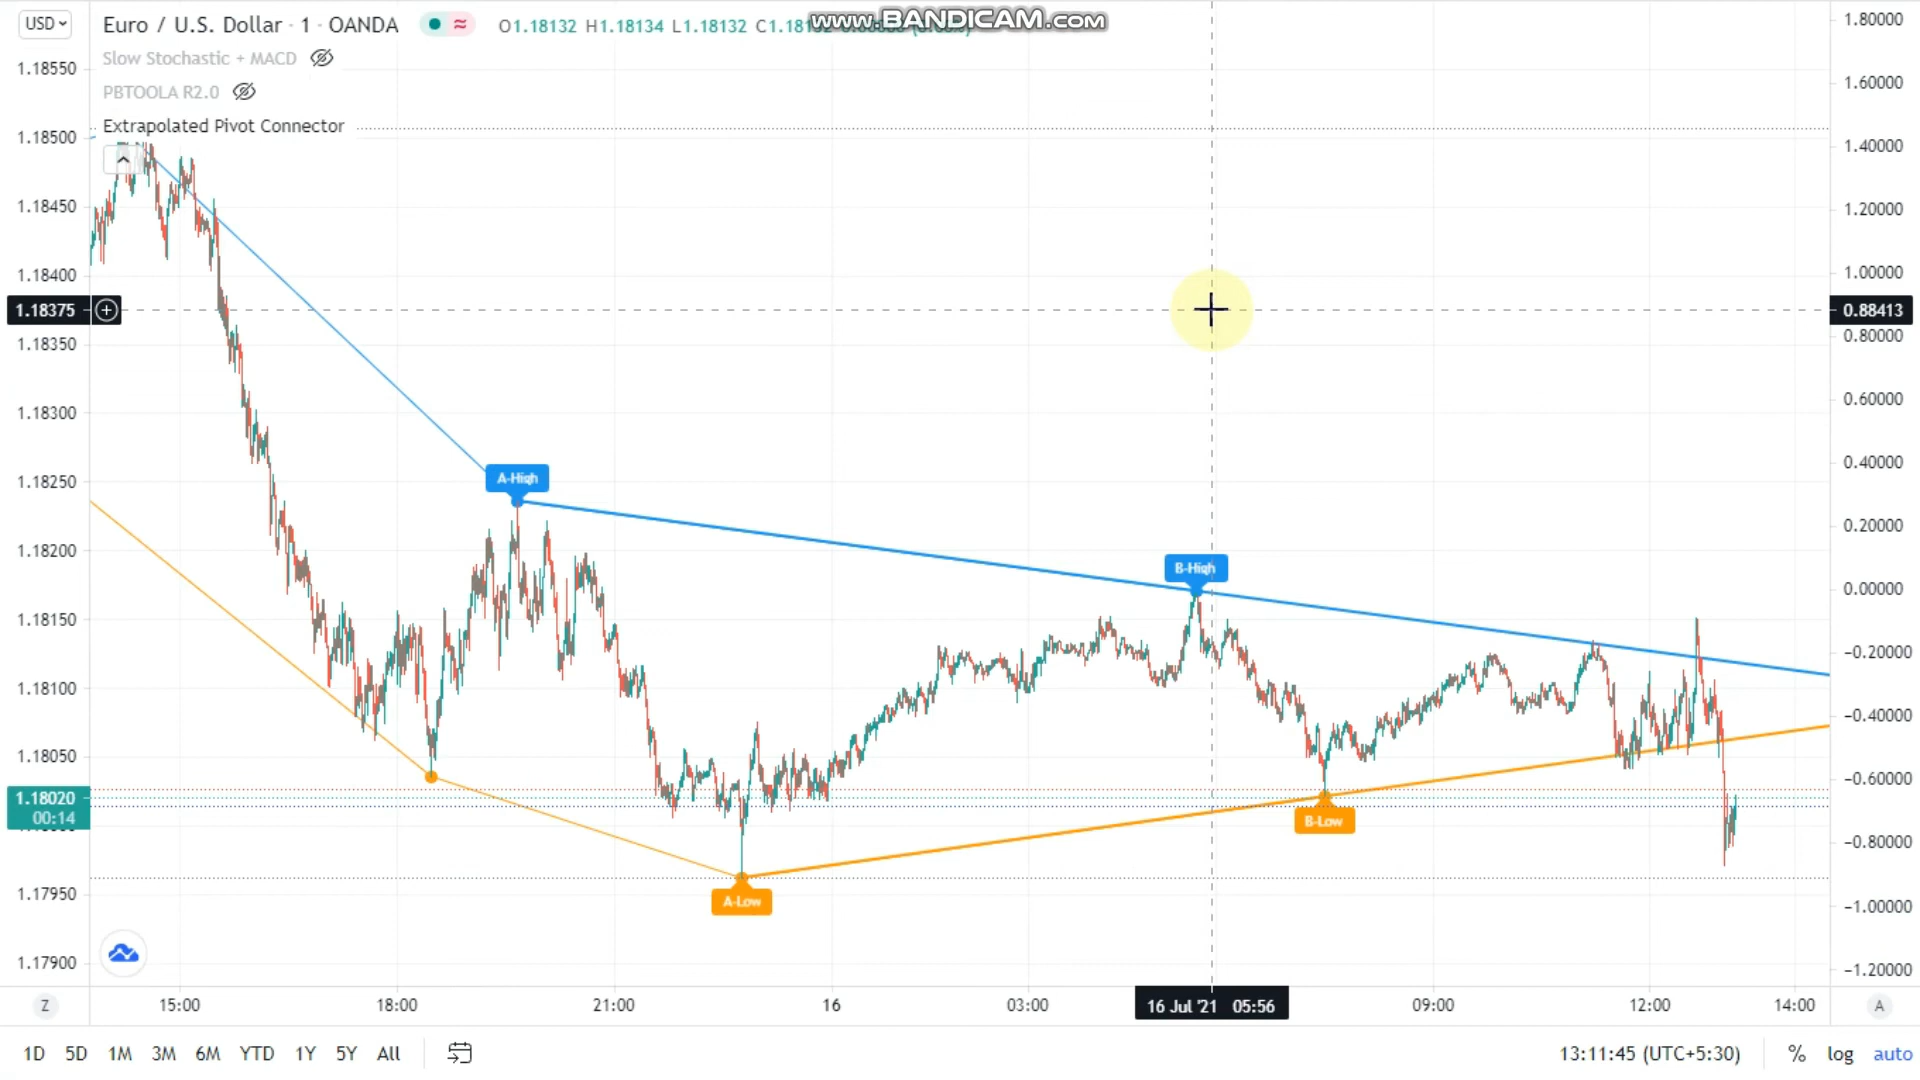 USD
Euro / U.S. Dollar · 1 · OANDA
O1.18132 H1.18134 L1.18132
www.BANDICAM.com
Slow Stochastic + MACD
PBTOOLA R2.0
Extrapolated Pivot Connector
1.18550
1.18500
1.18450
1.18400
1.18375
1.18350
1.18300
1.18250
1.18200
1.18150
1.18100
1.18050
1.18020
00:14
1.17950
1.17900
A-High
B-High
A-Low
B-Low
1.80000
1.60000
1.40000
1.20000
1.00000
0.88413
0.80000
0.60000
0.40000
0.20000
0.00000
−0.20000
−0.40000
−0.60000
−0.80000
−1.00000
−1.20000
Z
15:00
18:00
21:00
16
03:00
16 Jul '21 05:56
09:00
12:00
14:00
A
1D 5D 1M 3M 6M YTD 1Y 5Y All
13:11:45 (UTC+5:30)
% log auto